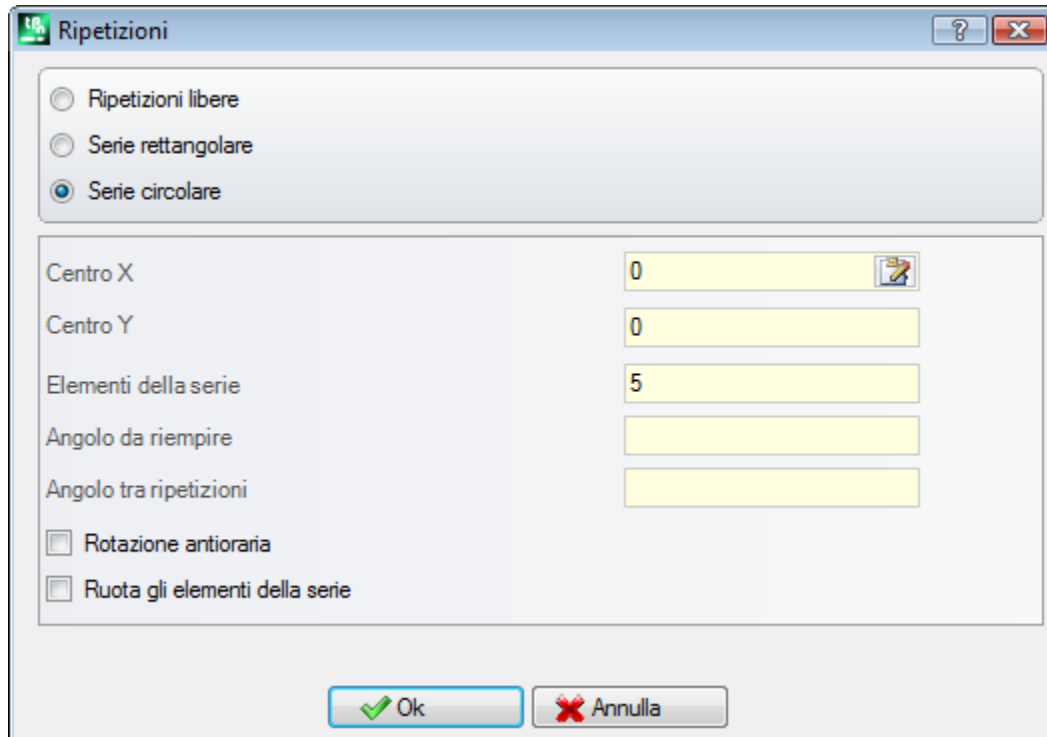 Ripetizioni
Ripetizioni libere
Serie rettangolare
Serie circolare
Centro X 0
Centro Y 0
Elementi della serie 5
Angolo da riempire
Angolo tra ripetizioni
Rotazione antioraria
Ruota gli elementi della serie
Ok Annulla